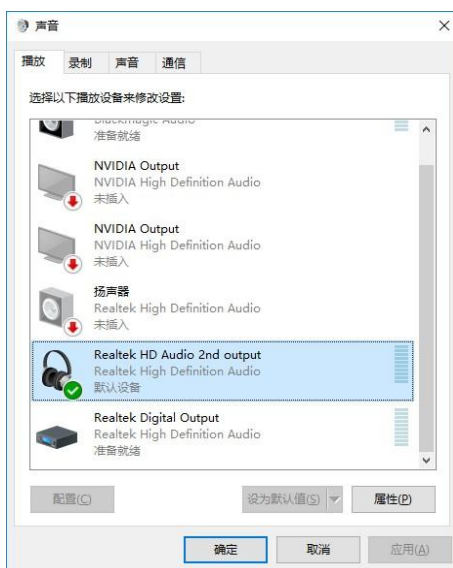 声音
播放 录制 声音 通信
选择以下播放设备来修改设置:
Blackmagic Audio
准备就绪
NVIDIA Output
NVIDIA High Definition Audio
未插入
NVIDIA Output
NVIDIA High Definition Audio
未插入
扬声器
Realtek High Definition Audio
未插入
Realtek HD Audio 2nd output
Realtek High Definition Audio
默认设备
Realtek Digital Output
Realtek High Definition Audio
准备就绪
配置(C) 设为默认值(S) 属性(P)
确定 取消 应用(A)